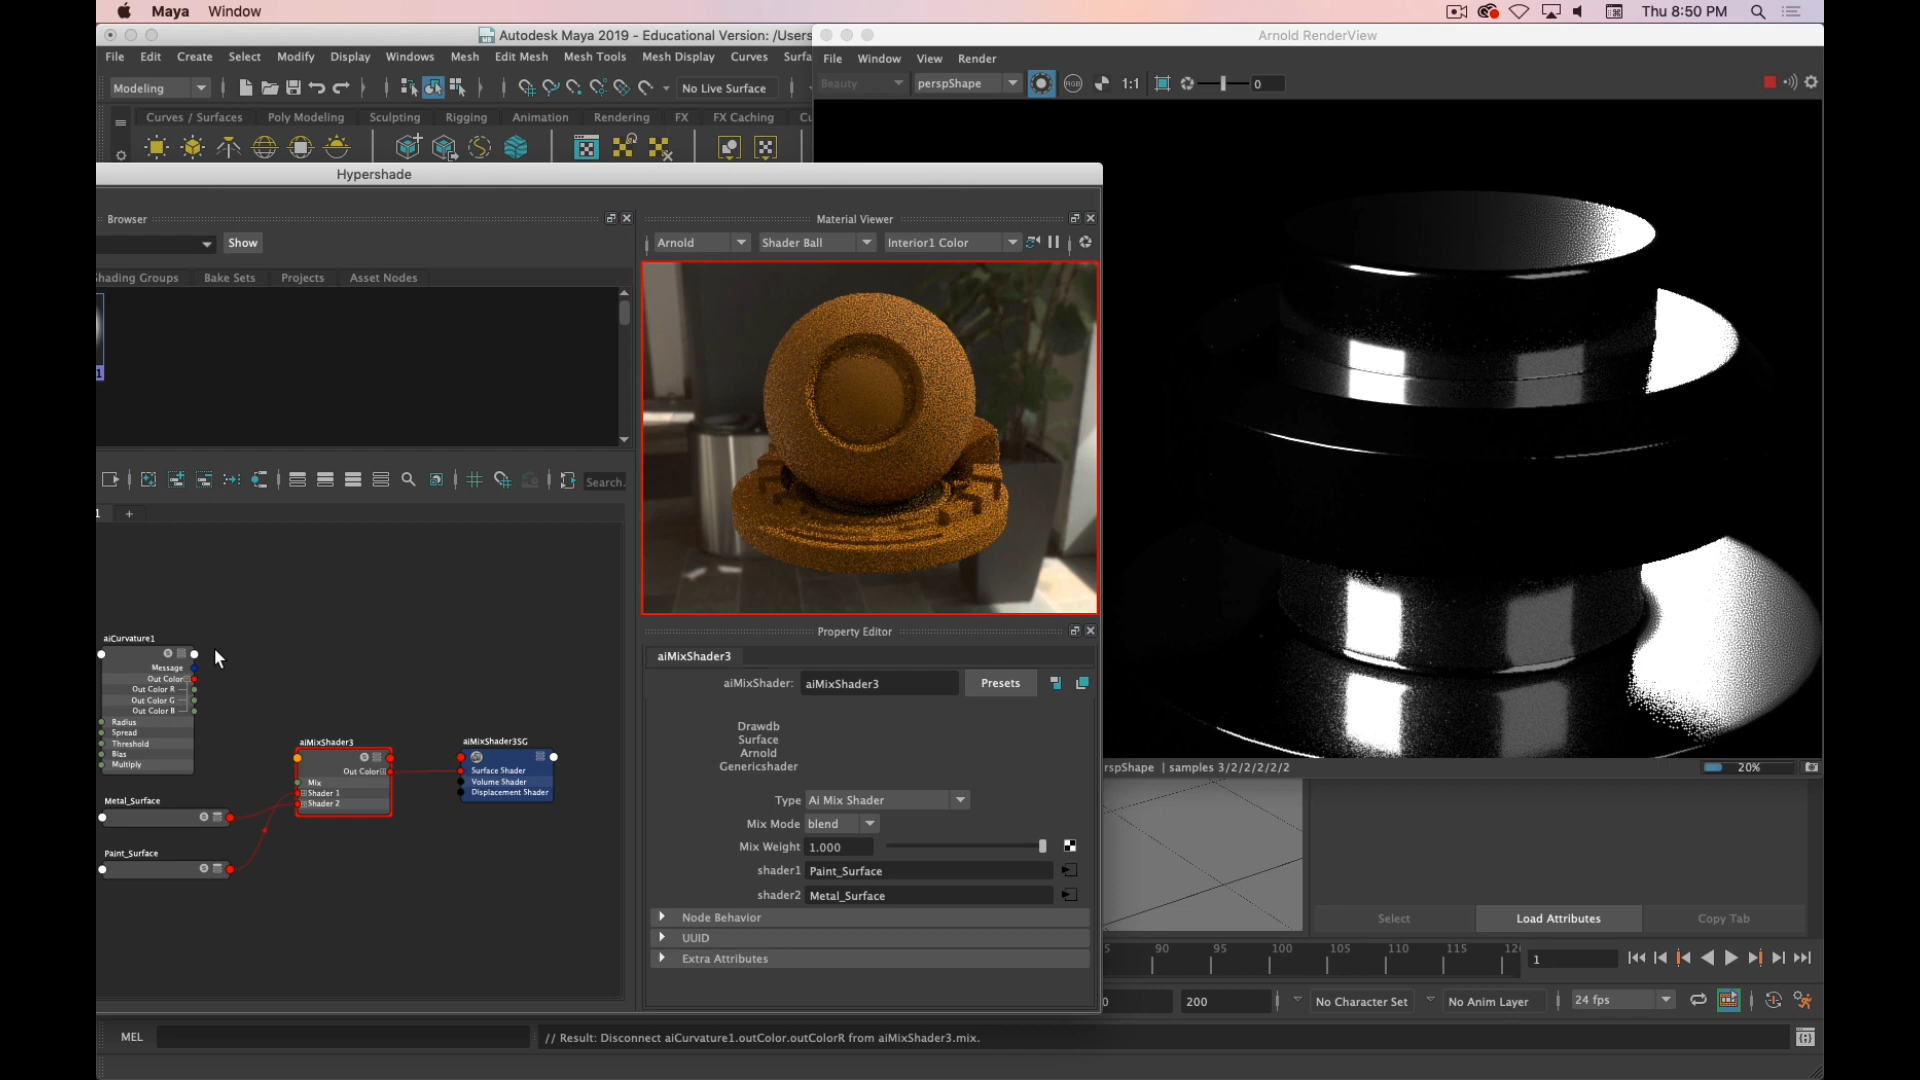 Maya Window
Thu 8:50 PM
Autodesk Maya 2019 - Educational Version: /Users
Arnold RenderView
File Edit Create Select Modify Display Windows Mesh Edit Mesh Mesh Tools Mesh Display Curves Surfa
File Window View Render
Modeling
No Live Surface
Beauty
perspShape
1:1
0
Curves / Surfaces Poly Modeling Sculpting Rigging Animation Rendering FX FX Caching Cu
Hypershade
Browser
Material Viewer
Show
Arnold
Shader Ball
Interior1 Color
hading Groups Bake Sets Projects Asset Nodes
1
Search.
1
+
aiCurvature1
Message
Out Color
Out Color R
Out Color G
Out Color B
Radius
Spread
Threshold
Bias
Multiply
Metal_Surface
Paint_Surface
aiMixShader3
Out Color
Mix
Shader 1
Shader 2
aiMixShader3SG
Surface Shader
Volume Shader
Displacement Shader
Property Editor
aiMixShader3
aiMixShader: aiMixShader3
Presets
Drawdb
Surface
Arnold
Genericshader
Type Ai Mix Shader
Mix Mode blend
Mix Weight 1.000
shader1 Paint_Surface
shader2 Metal_Surface
Node Behavior
UUID
Extra Attributes
rspShape | samples 3/2/2/2/2/2
20%
Select
Load Attributes
Copy Tab
5 90 95 100 105 110 115 12
1
0
200
No Character Set
No Anim Layer
24 fps
MEL
// Result: Disconnect aiCurvature1.outColor.outColorR from aiMixShader3.mix.